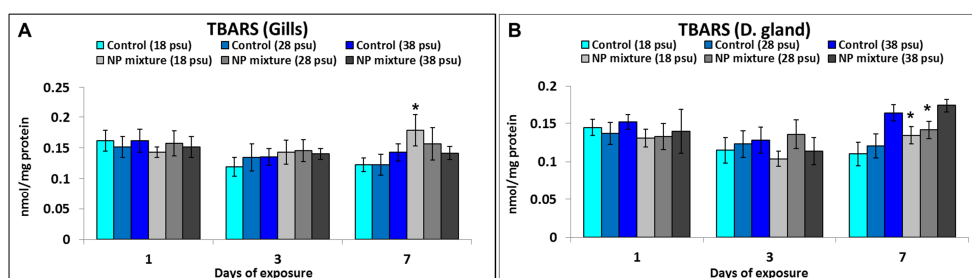 A
TBARS (Gills)
Control (18 psu) Control (28 psu) Control (38 psu)
NP mixture (18 psu) NP mixture (28 psu) NP mixture (38 psu)
nmol/mg protein
0.25
0.2
0.15
0.1
0.05
0
*
1 3 7
Days of exposure
B
TBARS (D. gland)
Control (18 psu) Control (28 psu) Control (38 psu)
NP mixture (18 psu) NP mixture (28 psu) NP mixture (38 psu)
nmol/mg protein
0.2
0.15
0.1
0.05
0
* *
1 3 7
Days of exposure